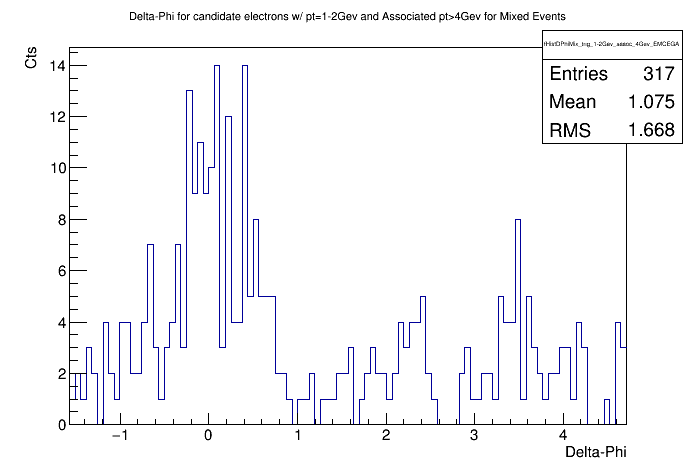 Delta-Phi for candidate electrons w/ pt=1-2Gev and Associated pt>4Gev for Mixed Events
fHistDPhiMix_trig_1-2Gev_assoc_4Gev_EMCEGA
Entries 317
Mean 1.075
RMS 1.668
Cts
14
12
10
8
6
4
2
0
−1 0 1 2 3 4
Delta-Phi